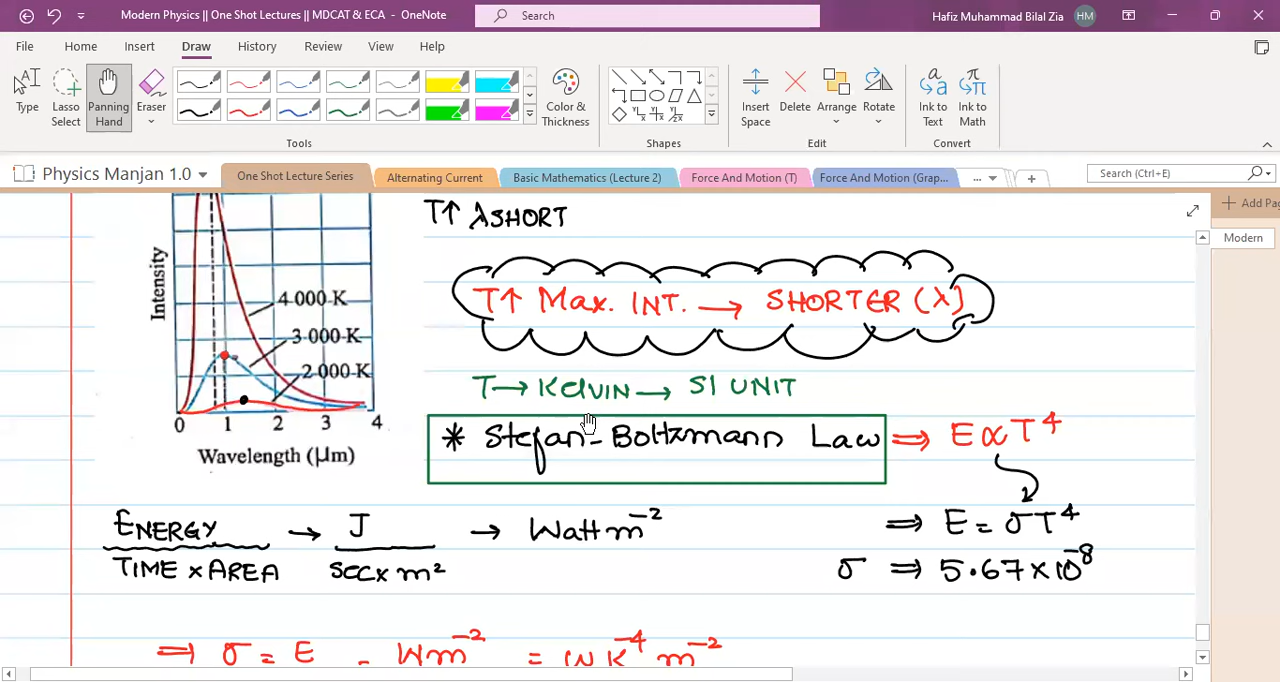 Modern Physics || One Shot Lectures || MDCAT & ECA - OneNote
Search
Hafiz Muhammad Bilal Zia
HM
File Home Insert Draw History Review View Help
Type
Lasso Select
Panning Hand
Eraser
Color & Thickness
Insert Space
Delete
Arrange
Rotate
Ink to Text
Ink to Math
Tools
Shapes
Edit
Convert
Physics Manjan 1.0
One Shot Lecture Series
Alternating Current
Basic Mathematics (Lecture 2)
Force And Motion (T)
Force And Motion (Grap...
...
Search (Ctrl+E)
Add Pag
Modern
T↑ λSHORT
Intensity
4 000-K
3 000-K
2 000-K
0 1 2 3 4
Wavelength (μm)
T↑ Max. INT. → SHORTER (λ)
T → KELVIN → SI UNIT
* Stefan-Boltzmann Law ⇒ E ∝ T⁴
ENERGY / TIME × AREA → J / SEC × m² → Watt m⁻²
⇒ E = σT⁴
σ ⇒ 5.67 × 10⁻⁸
⇒ σ = E Wm⁻² = W K⁻⁴ m⁻²